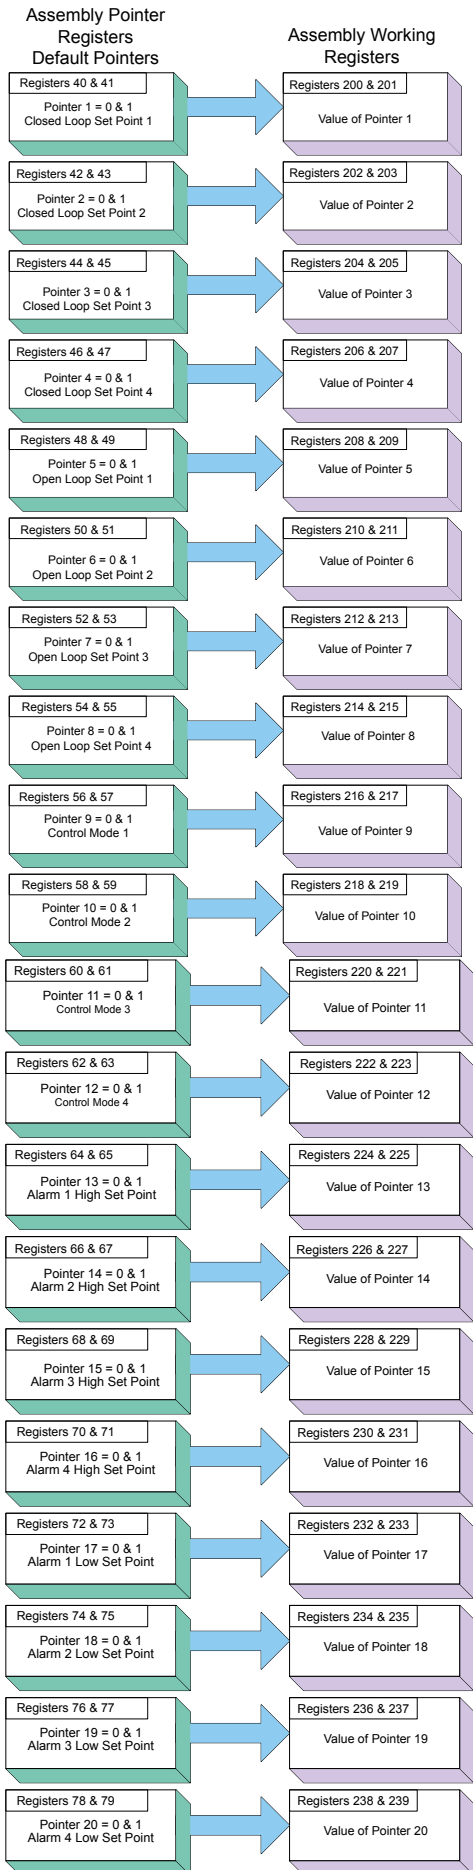 Assembly Pointer
Registers
Default Pointers
Assembly Working
Registers
Registers 40 & 41
Pointer 1 = 0 & 1
Closed Loop Set Point 1
Registers 200 & 201
Value of Pointer 1
Registers 42 & 43
Pointer 2 = 0 & 1
Closed Loop Set Point 2
Registers 202 & 203
Value of Pointer 2
Registers 44 & 45
Pointer 3 = 0 & 1
Closed Loop Set Point 3
Registers 204 & 205
Value of Pointer 3
Registers 46 & 47
Pointer 4 = 0 & 1
Closed Loop Set Point 4
Registers 206 & 207
Value of Pointer 4
Registers 48 & 49
Pointer 5 = 0 & 1
Open Loop Set Point 1
Registers 208 & 209
Value of Pointer 5
Registers 50 & 51
Pointer 6 = 0 & 1
Open Loop Set Point 2
Registers 210 & 211
Value of Pointer 6
Registers 52 & 53
Pointer 7 = 0 & 1
Open Loop Set Point 3
Registers 212 & 213
Value of Pointer 7
Registers 54 & 55
Pointer 8 = 0 & 1
Open Loop Set Point 4
Registers 214 & 215
Value of Pointer 8
Registers 56 & 57
Pointer 9 = 0 & 1
Control Mode 1
Registers 216 & 217
Value of Pointer 9
Registers 58 & 59
Pointer 10 = 0 & 1
Control Mode 2
Registers 218 & 219
Value of Pointer 10
Registers 60 & 61
Pointer 11 = 0 & 1
Control Mode 3
Registers 220 & 221
Value of Pointer 11
Registers 62 & 63
Pointer 12 = 0 & 1
Control Mode 4
Registers 222 & 223
Value of Pointer 12
Registers 64 & 65
Pointer 13 = 0 & 1
Alarm 1 High Set Point
Registers 224 & 225
Value of Pointer 13
Registers 66 & 67
Pointer 14 = 0 & 1
Alarm 2 High Set Point
Registers 226 & 227
Value of Pointer 14
Registers 68 & 69
Pointer 15 = 0 & 1
Alarm 3 High Set Point
Registers 228 & 229
Value of Pointer 15
Registers 70 & 71
Pointer 16 = 0 & 1
Alarm 4 High Set Point
Registers 230 & 231
Value of Pointer 16
Registers 72 & 73
Pointer 17 = 0 & 1
Alarm 1 Low Set Point
Registers 232 & 233
Value of Pointer 17
Registers 74 & 75
Pointer 18 = 0 & 1
Alarm 2 Low Set Point
Registers 234 & 235
Value of Pointer 18
Registers 76 & 77
Pointer 19 = 0 & 1
Alarm 3 Low Set Point
Registers 236 & 237
Value of Pointer 19
Registers 78 & 79
Pointer 20 = 0 & 1
Alarm 4 Low Set Point
Registers 238 & 239
Value of Pointer 20